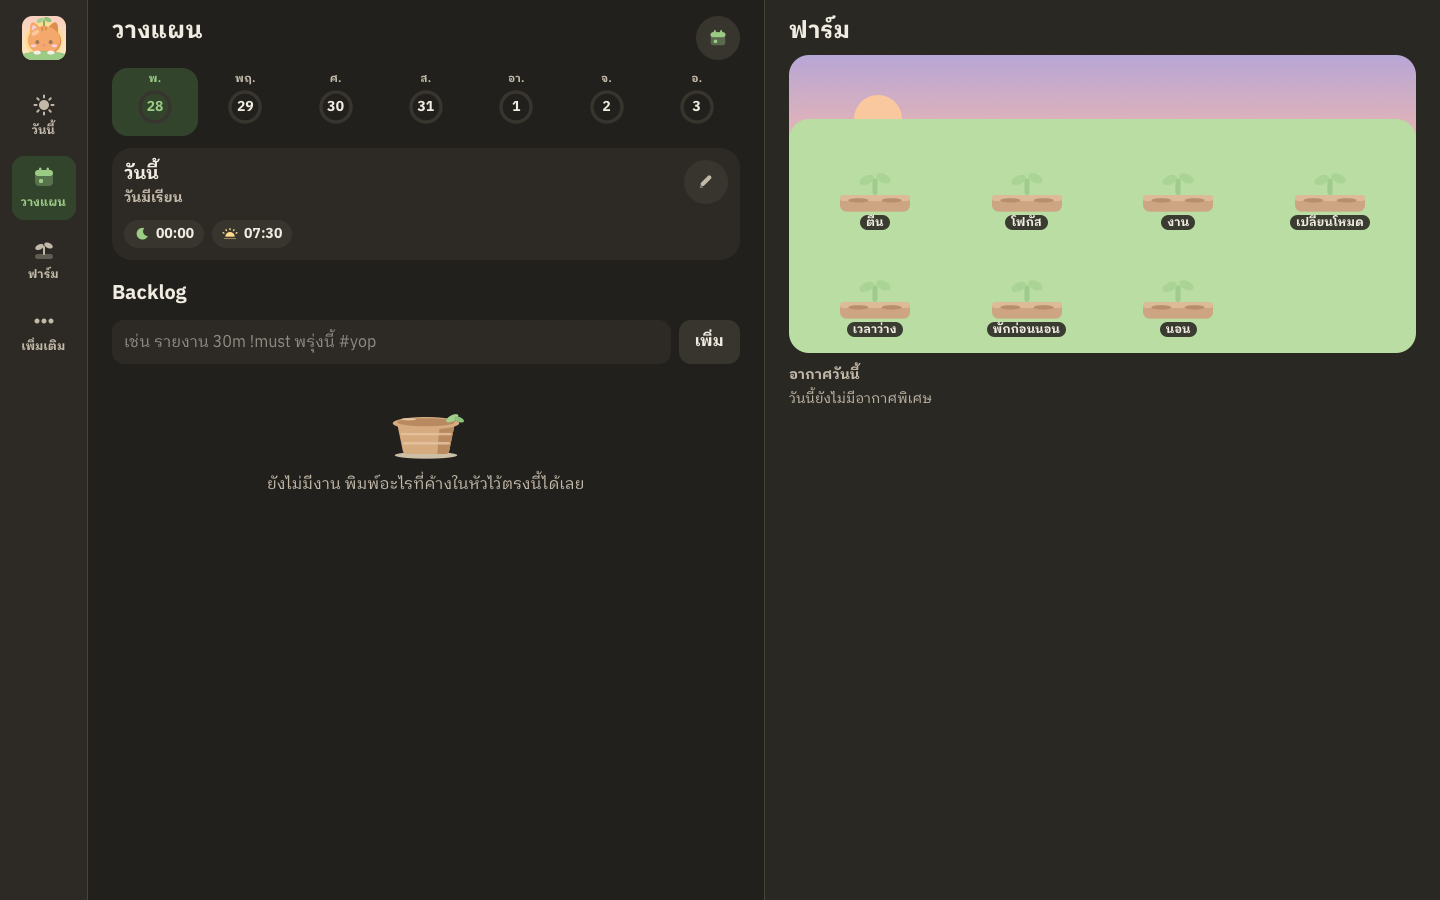 วันนี้
วางแผน
ฟาร์ม
เพิ่มเติม
วางแผน
พ.
พฤ.
ศ.
ส.
อา.
จ.
อ.
28
29
30
31
1
2
3
วันนี้
วันมีเรียน
00:00
07:30
Backlog
เช่น รายงาน 30m !must พรุ่งนี้ #yop
เพิ่ม
ยังไม่มีงาน พิมพ์อะไรที่ค้างในหัวไว้ตรงนี้ได้เลย
ฟาร์ม
ตื่น
โฟกัส
งาน
เปลี่ยนโหมด
เวลาว่าง
พักก่อนนอน
นอน
อากาศวันนี้
วันนี้ยังไม่มีอากาศพิเศษ